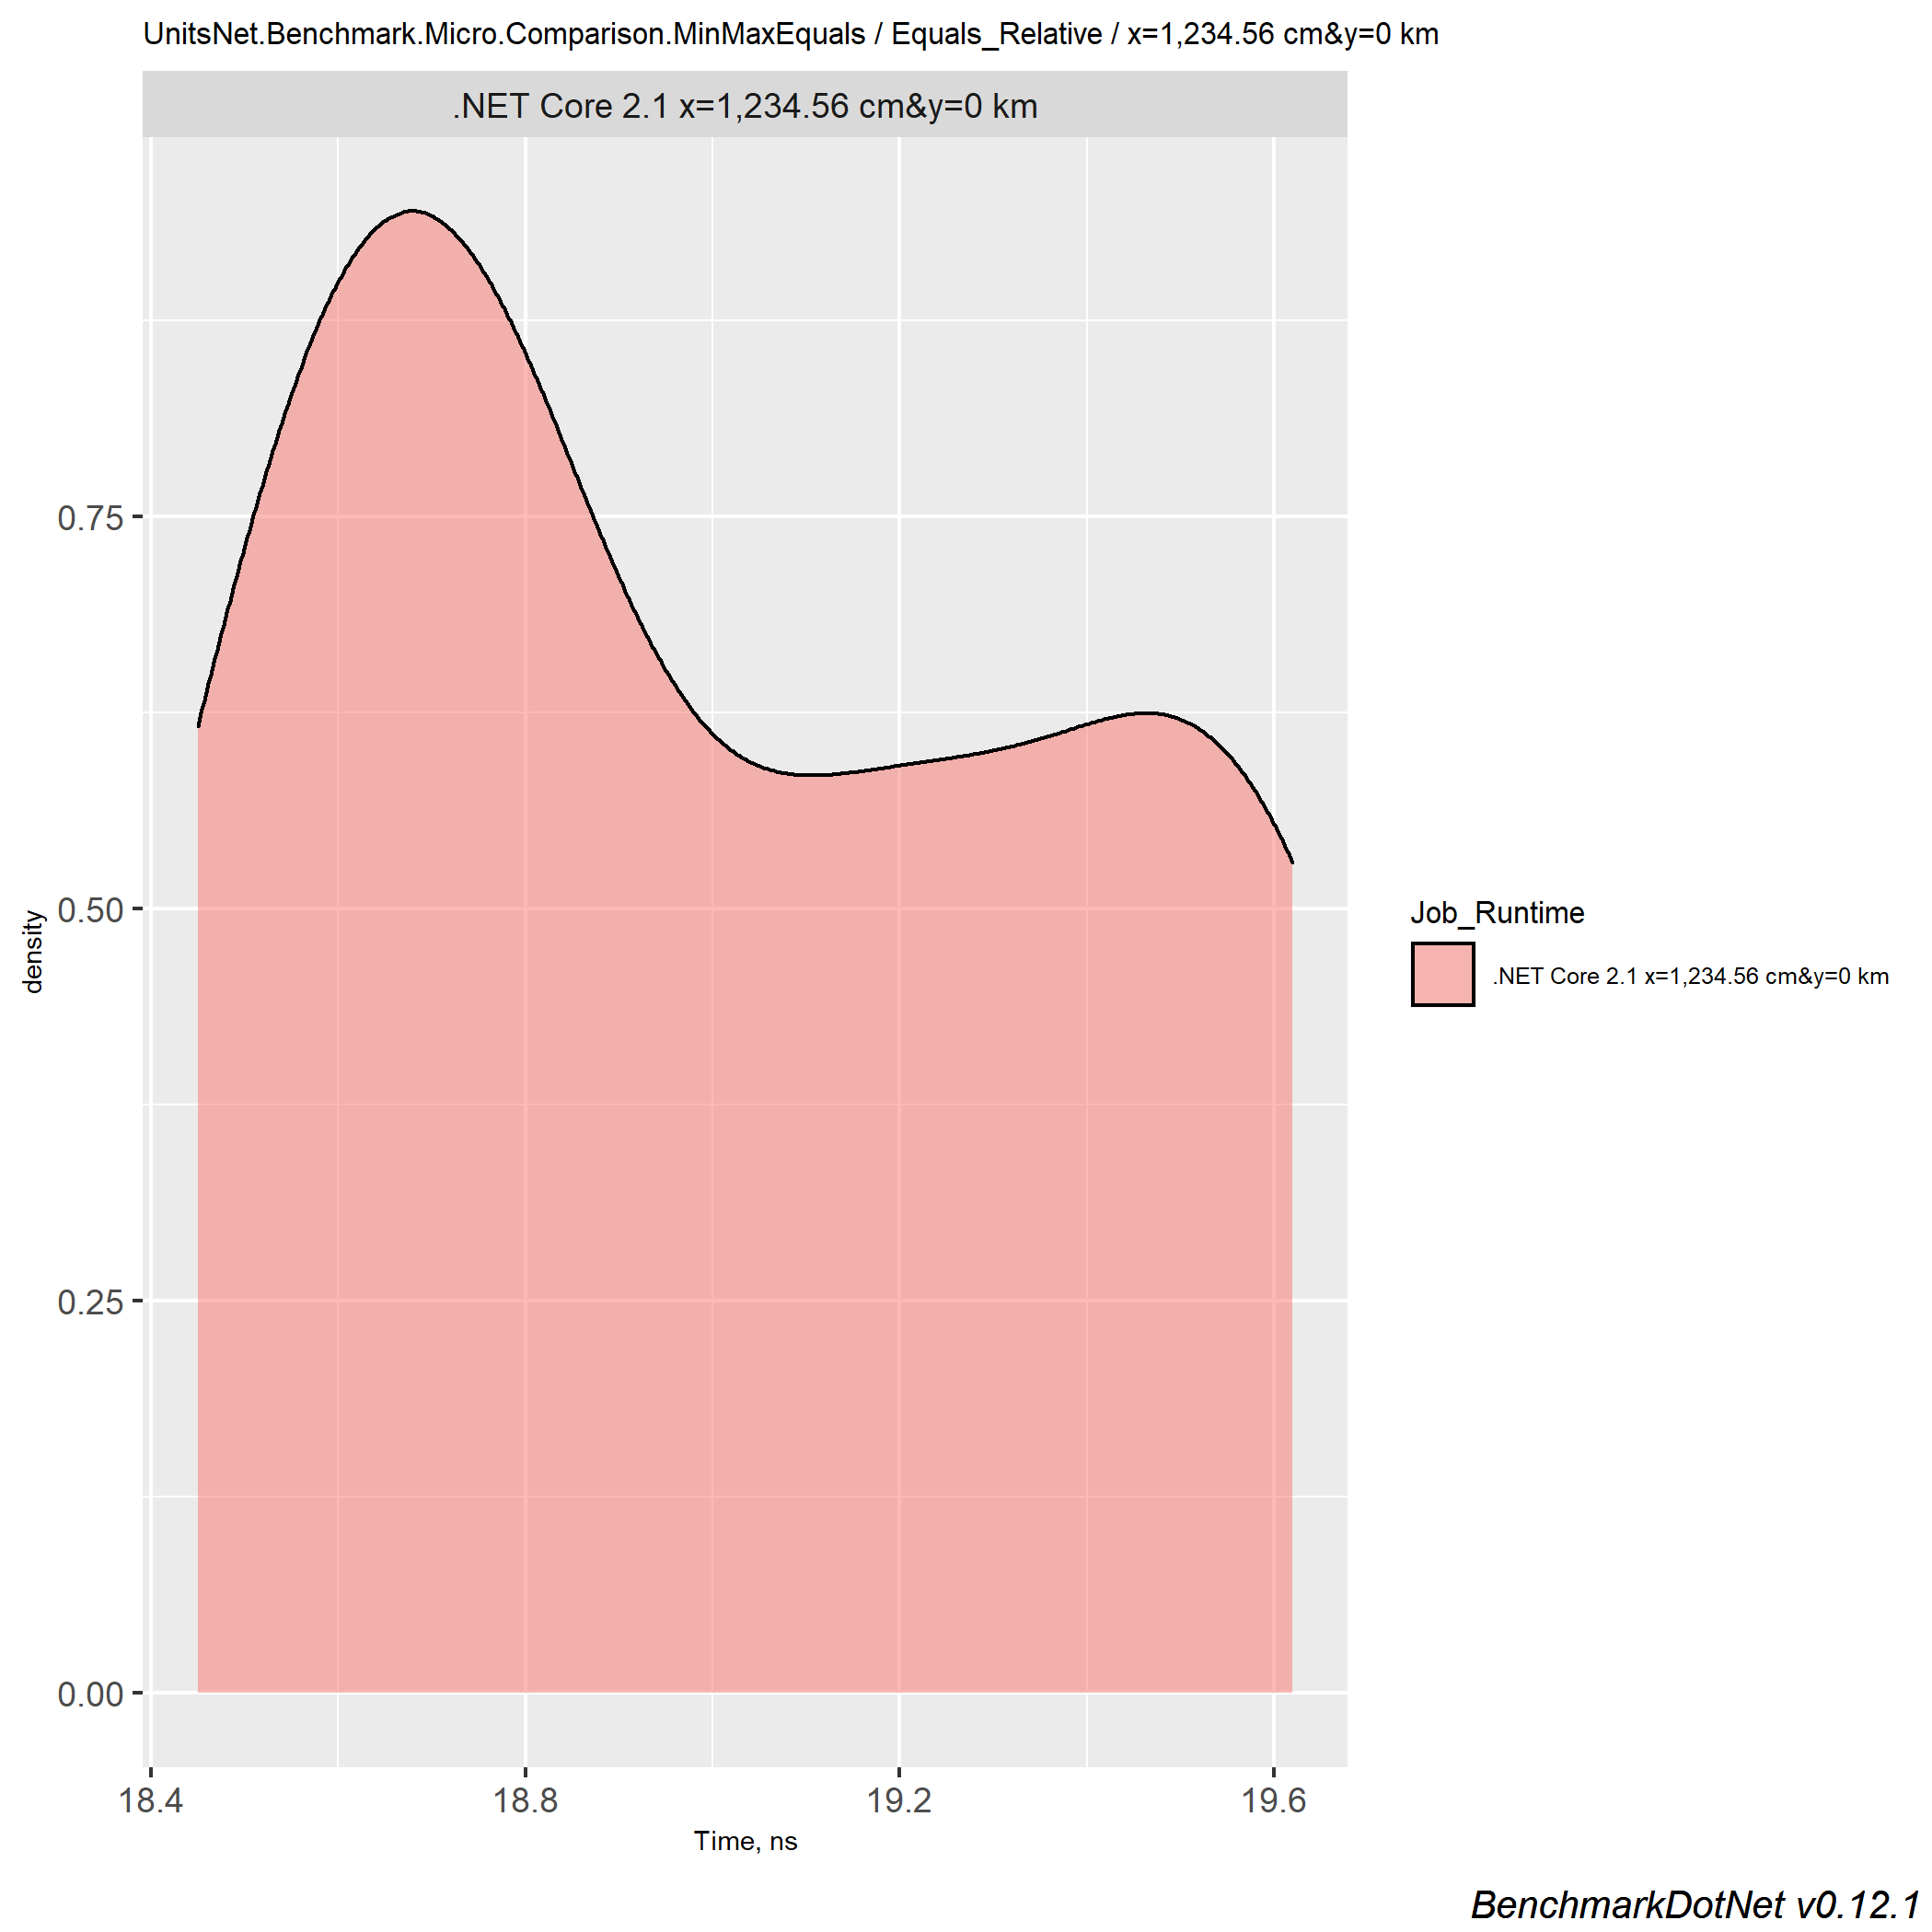 UnitsNet.Benchmark.Micro.Comparison.MinMaxEquals / Equals_Relative / x=1,234.56 cm&y=0 km
.NET Core 2.1 x=1,234.56 cm&y=0 km
0.75
0.50
0.25
0.00
density
18.4 18.8 19.2 19.6
Time, ns
Job_Runtime
.NET Core 2.1 x=1,234.56 cm&y=0 km
BenchmarkDotNet v0.12.1